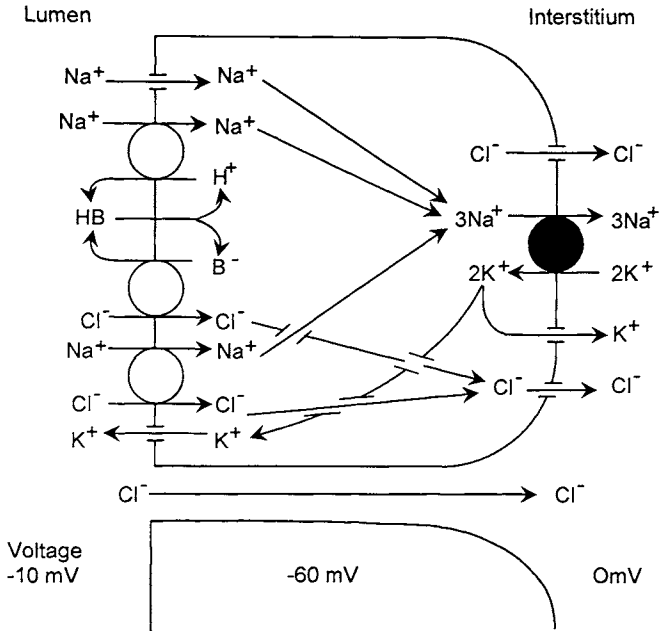 Lumen Interstitium
Na⁺ Na⁺
Na⁺ Na⁺
Cl⁻ Cl⁻
H⁺
HB 3Na⁺ 3Na⁺
B⁻ 2K⁺ 2K⁺
Cl⁻ Cl⁻
K⁺
Na⁺ Na⁺
Cl⁻ Cl⁻
Cl⁻ Cl⁻
K⁺ K⁺
Cl⁻ Cl⁻
Voltage
-10 mV -60 mV OmV